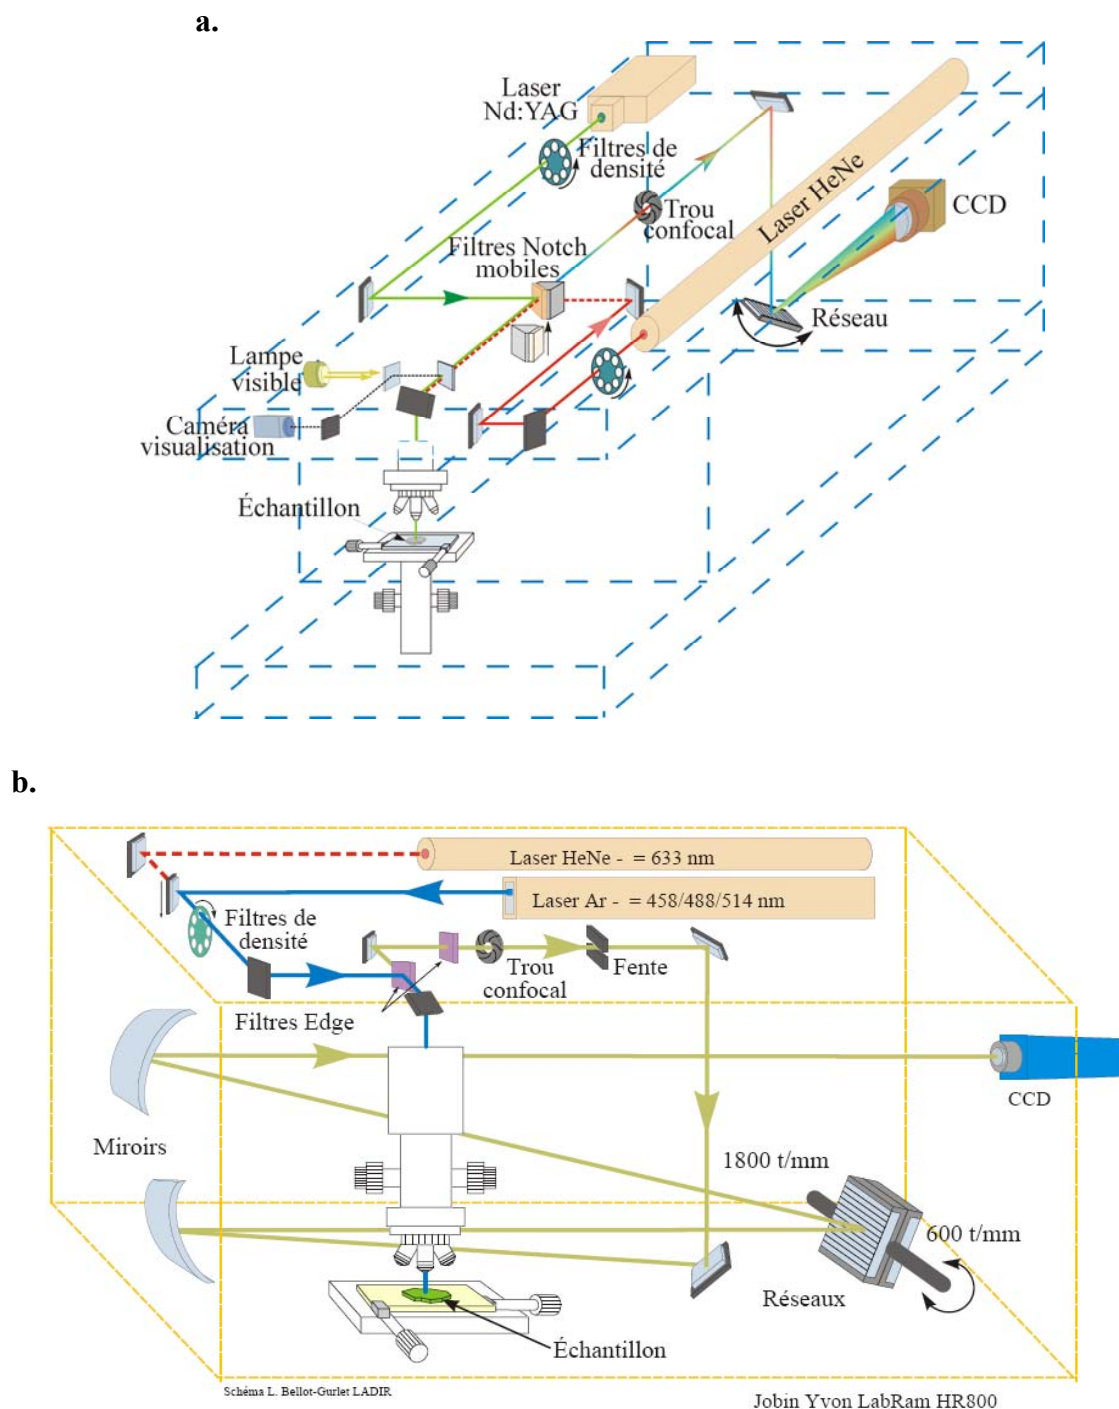 a.
Laser
Nd:YAG
Filtres de
densité
Laser HeNe
CCD
Trou
confocal
Filtres Notch
mobiles
Réseau
Lampe
visible
Caméra
visualisation
Échantillon
b.
Laser HeNe - = 633 nm
Laser Ar - = 458/488/514 nm
Filtres de
densité
Trou
confocal
Fente
Filtres Edge
CCD
Miroirs
1800 t/mm
600 t/mm
Réseaux
Échantillon
Schéma L. Bellot-Gurlet LADIR
Jobin Yvon LabRam HR800